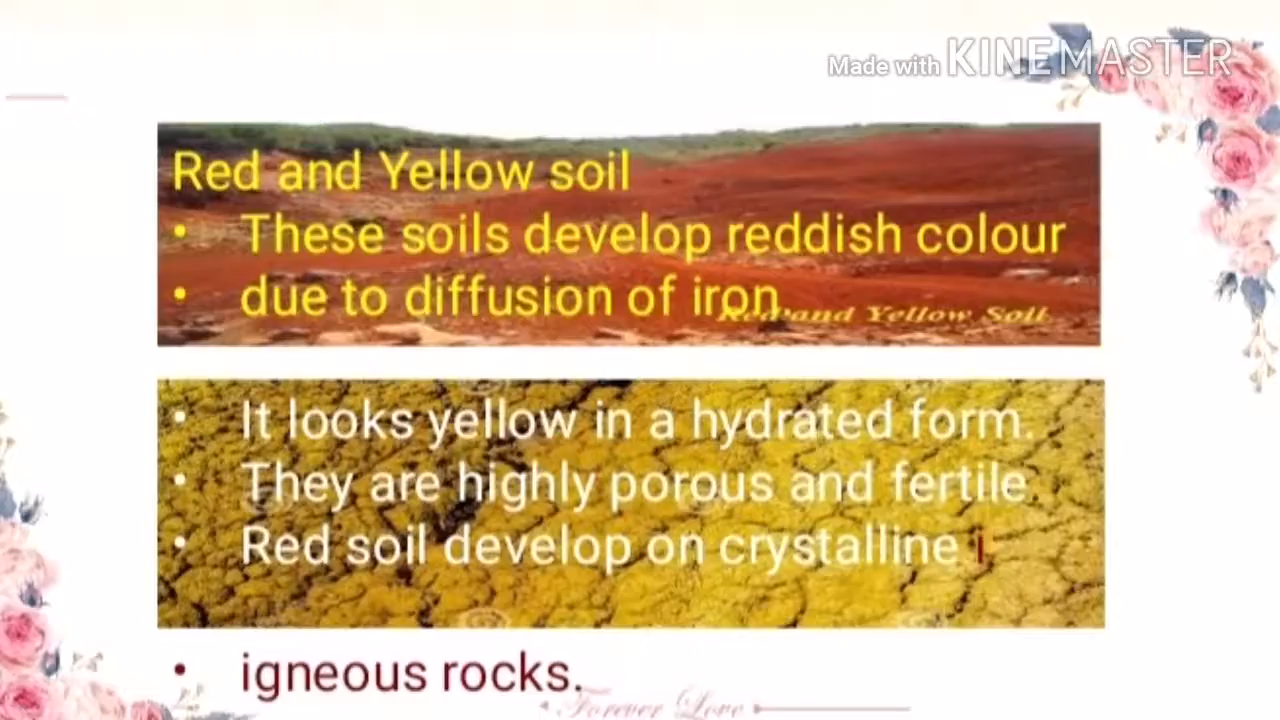 Made with KINEMASTER
Red and Yellow soil
• These soils develop reddish colour
• due to diffusion of iron
Red and Yellow Soil
• It looks yellow in a hydrated form.
• They are highly porous and fertile.
• Red soil develop on crystalline i
• igneous rocks.
Forever Love